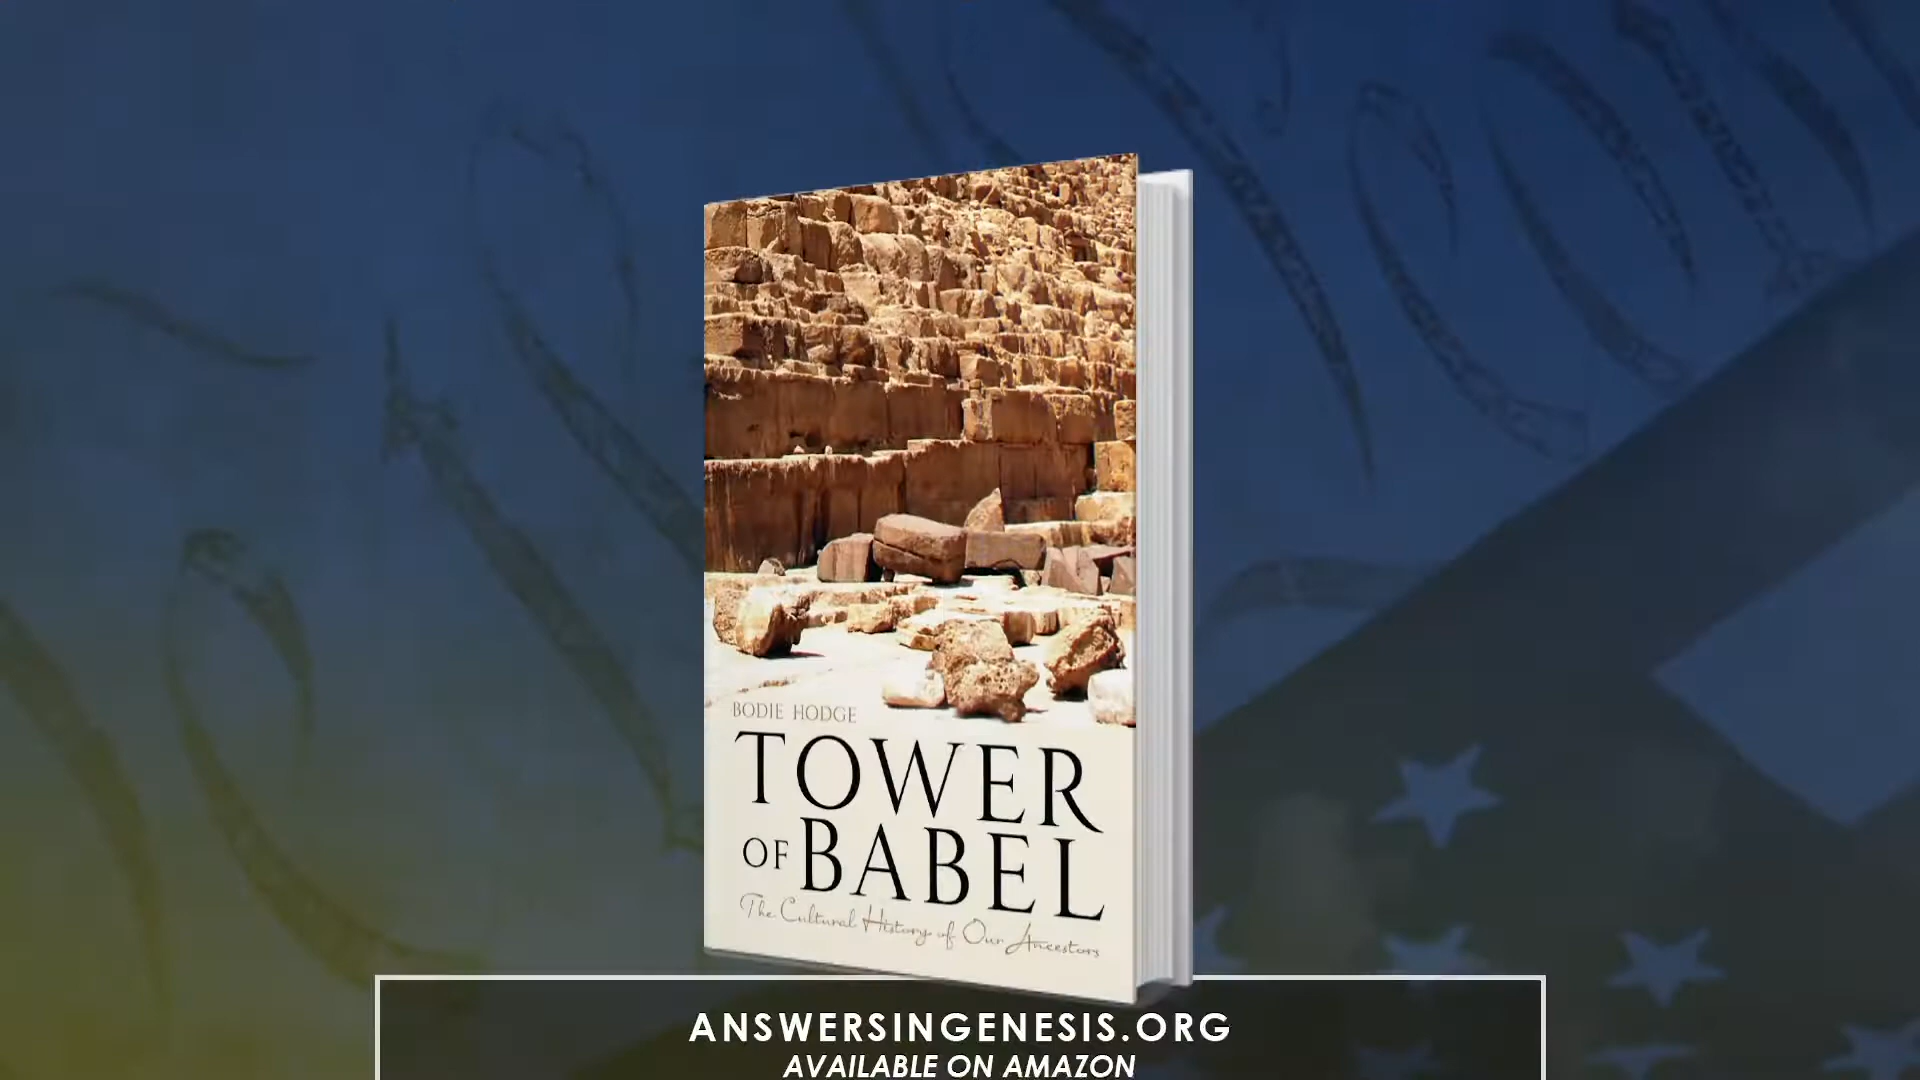 BODIE HODGE
TOWER
OF BABEL
The Cultural History of Our Ancestors
ANSWERSINGENESIS.ORG
AVAILABLE ON AMAZON